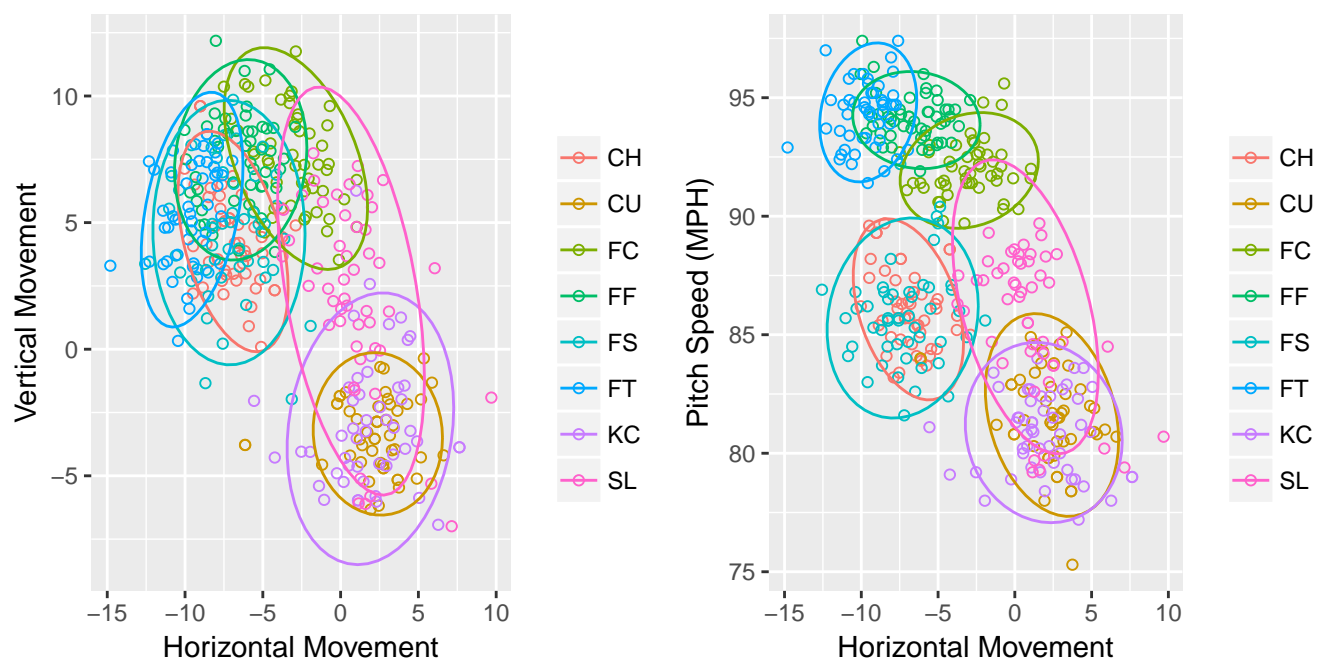 Vertical Movement
10
5
0
−5
−15
−10
−5
0
5
10
Horizontal Movement
CH
CU
FC
FF
FS
FT
KC
SL
Pitch Speed (MPH)
95
90
85
80
75
−15
−10
−5
0
5
10
Horizontal Movement
CH
CU
FC
FF
FS
FT
KC
SL